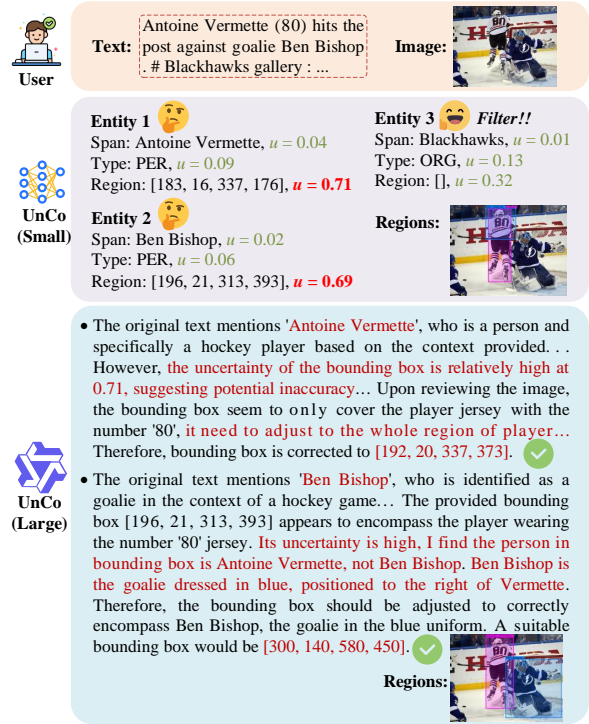 User
Text:
Antoine Vermette (80) hits the
post against goalie Ben Bishop
. # Blackhawks gallery : ...
Image:
80
UnCo
(Small)
Entity 1
Span: Antoine Vermette, u = 0.04
Type: PER, u = 0.09
Region: [183, 16, 337, 176], u = 0.71
Entity 2
Span: Ben Bishop, u = 0.02
Type: PER, u = 0.06
Region: [196, 21, 313, 393], u = 0.69
Entity 3 Filter!!
Span: Blackhawks, u = 0.01
Type: ORG, u = 0.13
Region: [], u = 0.32
Regions:
80
UnCo
(Large)
• The original text mentions 'Antoine Vermette', who is a person and
specifically a hockey player based on the context provided. . .
However, the uncertainty of the bounding box is relatively high at
0.71, suggesting potential inaccuracy… Upon reviewing the image,
the bounding box seem to only cover the player jersey with the
number '80', it need to adjust to the whole region of player…
Therefore, bounding box is corrected to [192, 20, 337, 373].
• The original text mentions 'Ben Bishop', who is identified as a
goalie in the context of a hockey game… The provided bounding
box [196, 21, 313, 393] appears to encompass the player wearing
the number '80' jersey. Its uncertainty is high, I find the person in
bounding box is Antoine Vermette, not Ben Bishop. Ben Bishop is
the goalie dressed in blue, positioned to the right of Vermette.
Therefore, the bounding box should be adjusted to correctly
encompass Ben Bishop, the goalie in the blue uniform. A suitable
bounding box would be [300, 140, 580, 450].
Regions:
80